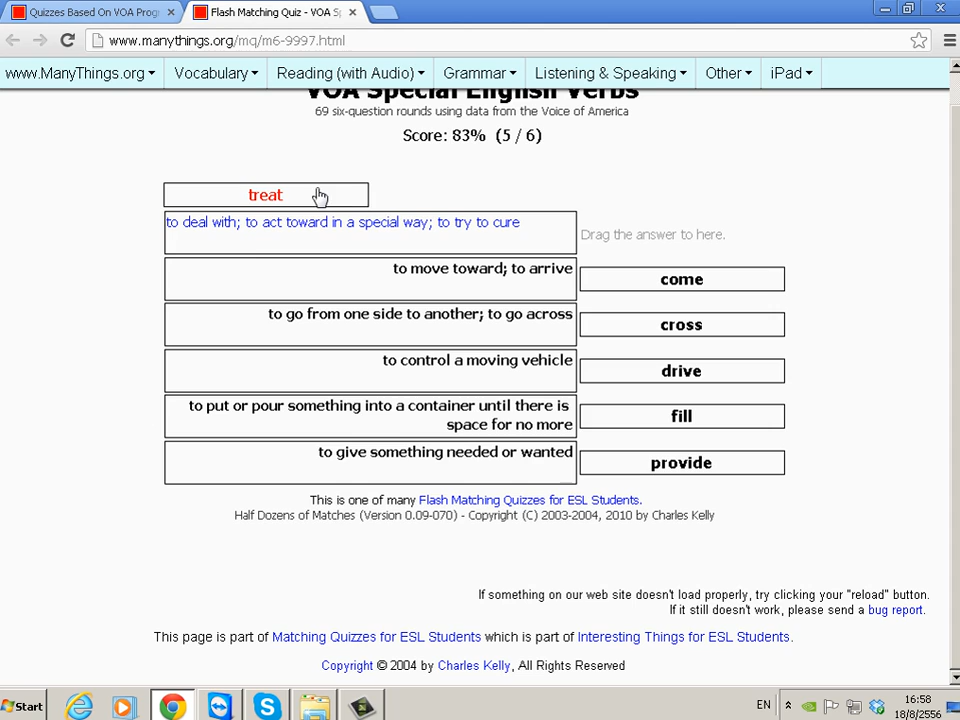 Quizzes Based On VOA Prog
Flash Matching Quiz - VOA Sp
www.manythings.org/mq/m6-9997.html
www.ManyThings.org Vocabulary Reading (with Audio) Grammar Listening & Speaking Other iPad
VOA Special English Verbs
69 six-question rounds using data from the Voice of America
Score: 83% (5 / 6)
treat
to deal with; to act toward in a special way; to try to cure
Drag the answer to here.
to move toward; to arrive
come
to go from one side to another; to go across
cross
to control a moving vehicle
drive
to put or pour something into a container until there is
space for no more
fill
to give something needed or wanted
provide
This is one of many Flash Matching Quizzes for ESL Students.
Half Dozens of Matches (Version 0.09-070) - Copyright (C) 2003-2004, 2010 by Charles Kelly
If something on our web site doesn't load properly, try clicking your "reload" button.
If it still doesn't work, please send a bug report.
This page is part of Matching Quizzes for ESL Students which is part of Interesting Things for ESL Students.
Copyright © 2004 by Charles Kelly, All Rights Reserved
Start
EN
16:58
18/8/2556